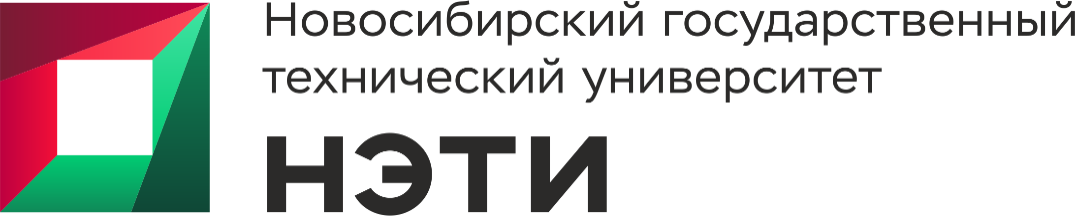 Новосибирский государственный
технический университет
НЭТИ